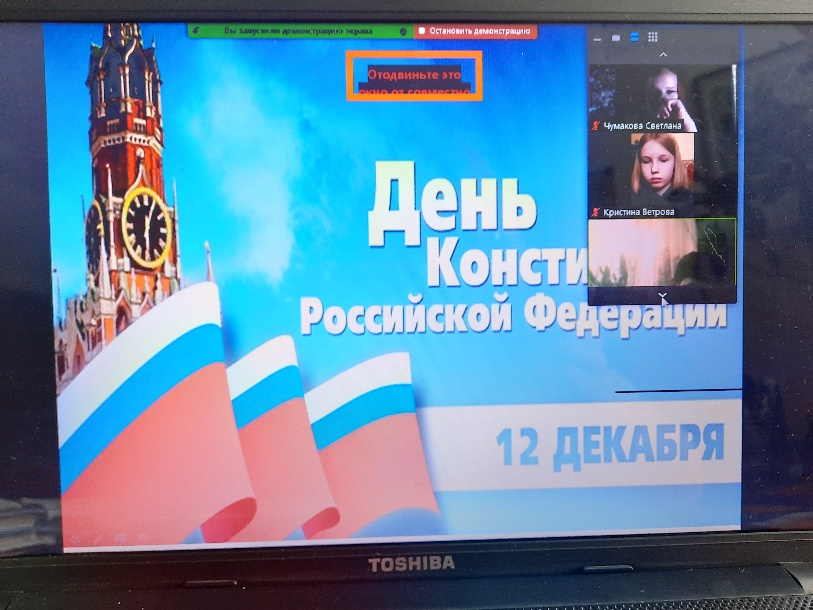 Вы запустили демонстрацию экрана
Остановить демонстрацию
Отодвиньте это
окно от совместно
Чумакова Светлана
Кристина Ветрова
День
Консти
Российской Федерации
12 ДЕКАБРЯ
TOSHIBA